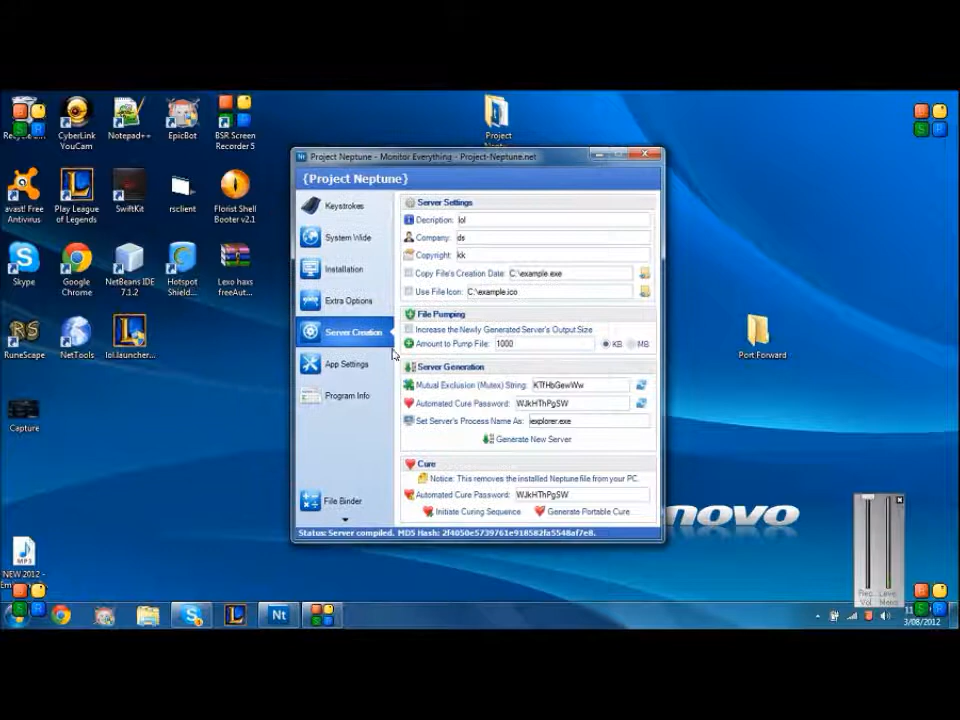 CyberLink
YouCam
Notepad++
EpicBot
BSR Screen
Recorder 5
Project
Project Neptune - Monitor Everything - Project-Neptune.net
{Project Neptune}
avast! Free
Antivirus
Play League
of Legends
SwiftKit
rsclient
Florist Shell
Booter v2.1
Skype
Google
Chrome
NetBeans IDE
7.1.2
Hotspot
Shield...
Lexo haxs
freeAut...
RuneScape
NetTools
lol.launcher...
Capture
Port Forward
Keystrokes
System Wide
Installation
Extra Options
Server Creation
App Settings
Program Info
File Binder
Server Settings
Decription: lol
Company: ds
Copyright: kk
Copy File's Creation Date: C:\example.exe
Use File Icon: C:\example.ico
File Pumping
Increase the Newly Generated Server's Output Size
Amount to Pump File: 1000 KB MB
Server Generation
Mutual Exclusion (Mutex) String: KTfHbGewWw
Automated Cure Password: WJkHThPgSW
Set Server's Process Name As: iexplorer.exe
Generate New Server
Cure
Notice: This removes the installed Neptune file from your PC.
Automated Cure Password: WJkHThPgSW
Initiate Curing Sequence Generate Portable Cure
Status: Server compiled. MD5 Hash: 2f4050e5739761e918582fa5548af7e8.
novo
MP3
NEW 2012 -
Nt
3/08/2012